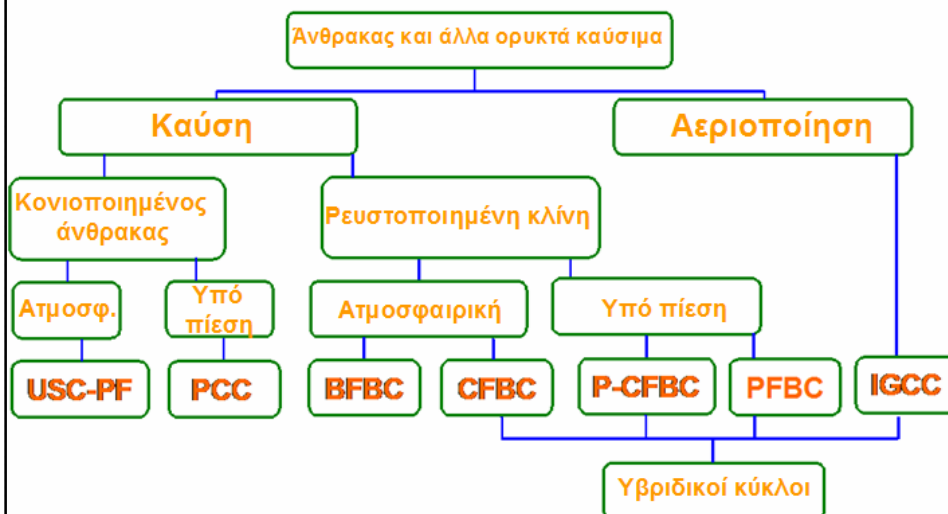 Άνθρακας και άλλα ορυκτά καύσιμα
Καύση
Αεριοποίηση
Κονιοποιημένος
άνθρακας
Ρευστοποιημένη κλίνη
Ατμοσφ.
Υπό
πίεση
Ατμοσφαιρική
Υπό πίεση
USC-PF
PCC
BFBC
CFBC
P-CFBC
PFBC
IGCC
Υβριδικοί κύκλοι